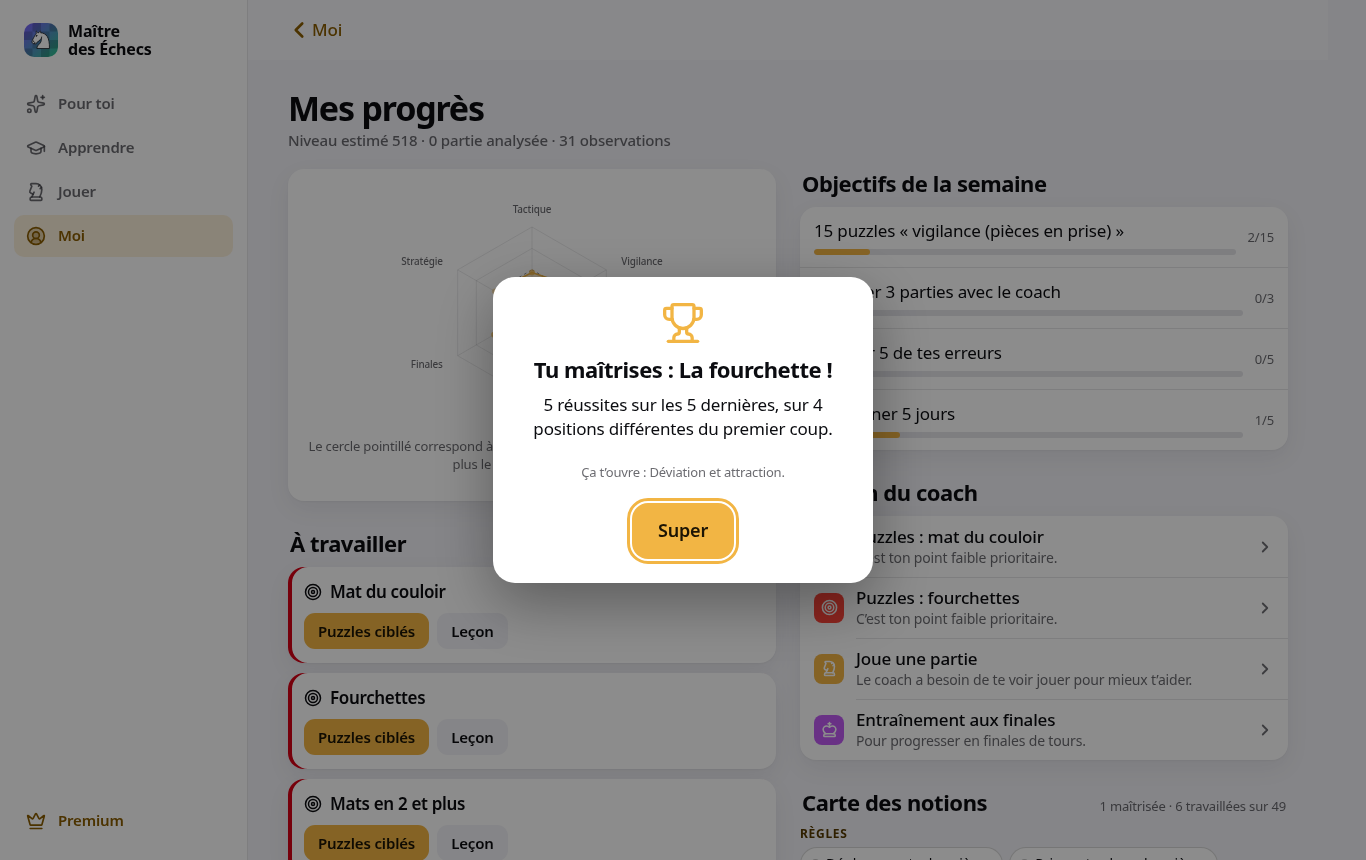 Maître
des Échecs
Pour toi
Apprendre
Jouer
Moi
Premium
Moi
Mes progrès
Niveau estimé 518 · 0 partie analysée · 31 observations
Tactique
Stratégie
Vigilance
Finales
Le cercle pointillé correspond à
plus le
À travailler
Mat du couloir
Puzzles ciblés
Leçon
Fourchettes
Puzzles ciblés
Leçon
Mats en 2 et plus
Puzzles ciblés
Leçon
Tu maîtrises : La fourchette !
5 réussites sur les 5 dernières, sur 4
positions différentes du premier coup.
Ça t’ouvre : Déviation et attraction.
Super
Objectifs de la semaine
15 puzzles « vigilance (pièces en prise) »
2/15
3 parties avec le coach
0/3
5 de tes erreurs
0/5
5 jours
1/5
du coach
: mat du couloir
ton point faible prioritaire.
Puzzles : fourchettes
C’est ton point faible prioritaire.
Joue une partie
Le coach a besoin de te voir jouer pour mieux t’aider.
Entraînement aux finales
Pour progresser en finales de tours.
Carte des notions
1 maîtrisée · 6 travaillées sur 49
RÈGLES